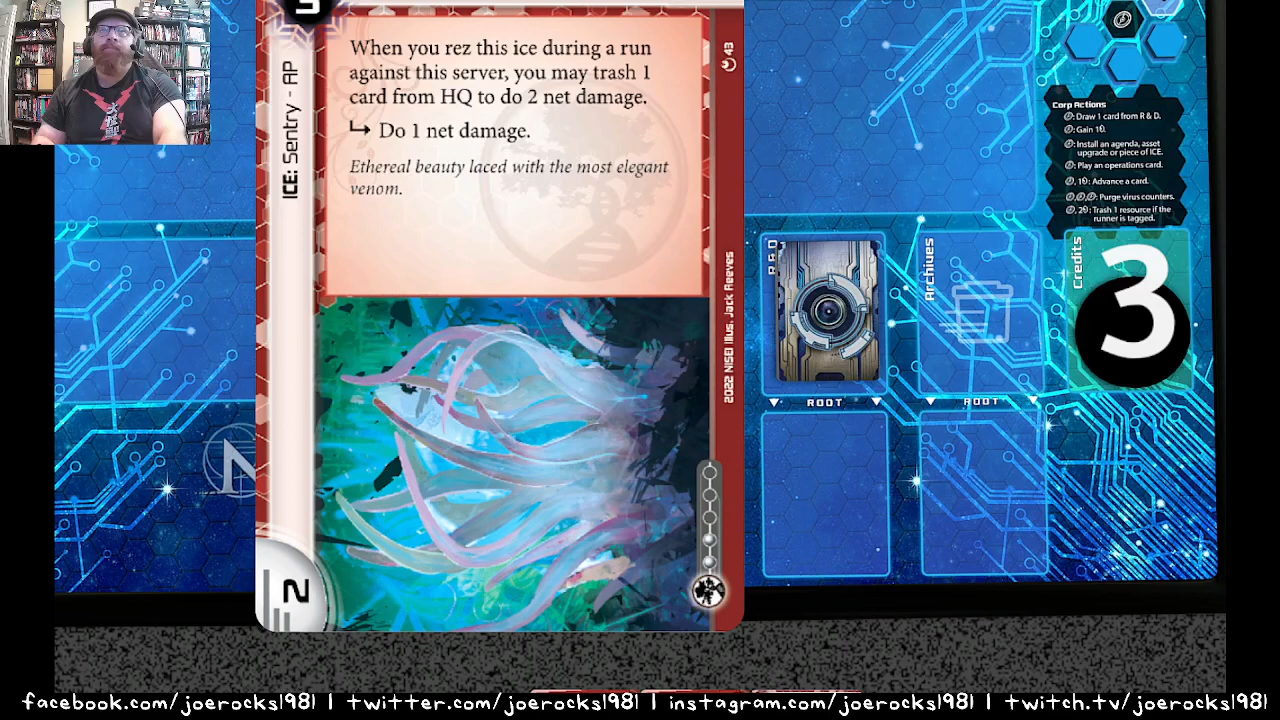 When you rez this ice during a run
against this server, you may trash 1
card from HQ to do 2 net damage.
↳ Do 1 net damage.
Ethereal beauty laced with the most elegant
venom.
ICE: Sentry - AP
43
2022 NISEI Illus. Jack Reeves
2
Corp Actions
: Draw 1 card from R & D.
: Gain 1
: Install an agenda, asset
upgrade or piece of ICE.
: Play an operations card.
, 1 : Advance a card.
: Purge virus counters.
, 2 : Trash 1 resource if the
runner is tagged.
R&D
Archives
Credits
3
ROOT
ROOT
N
facebook.com/joerocks1981 | twitter.com/joerocks1981 | instagram.com/joerocks1981 | twitch.tv/joerocks1981